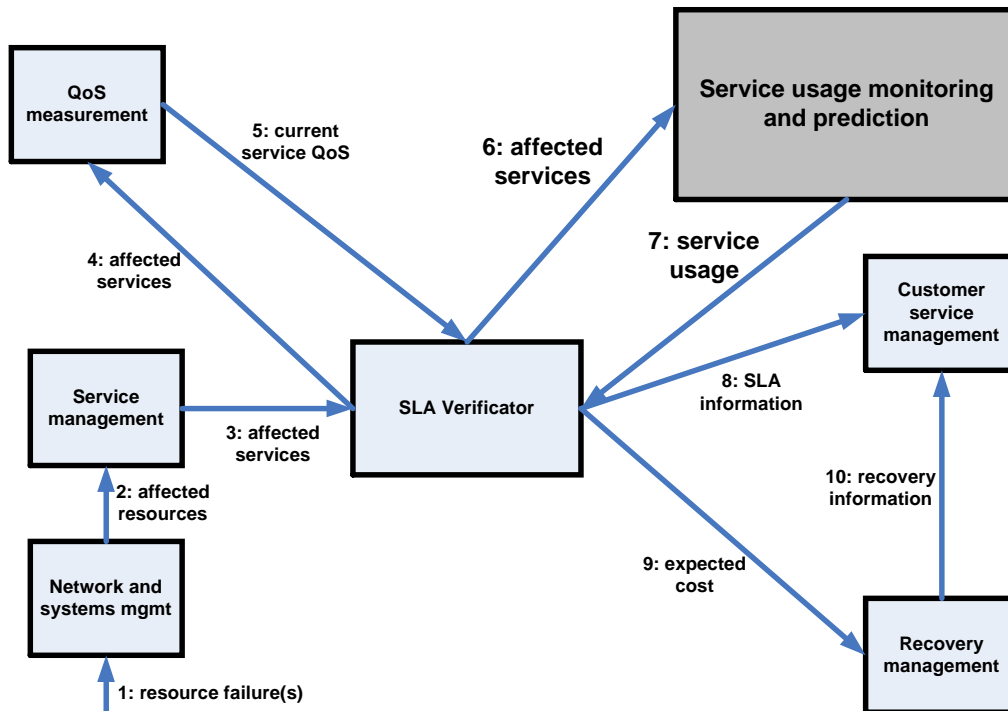 QoS
measurement
Service usage monitoring
and prediction
5: current
service QoS
6: affected
services
7: service
usage
4: affected
services
Customer
service
management
Service
management
SLA Verificator
8: SLA
information
3: affected
services
2: affected
resources
10: recovery
information
Network and
systems mgmt
9: expected
cost
Recovery
management
1: resource failure(s)